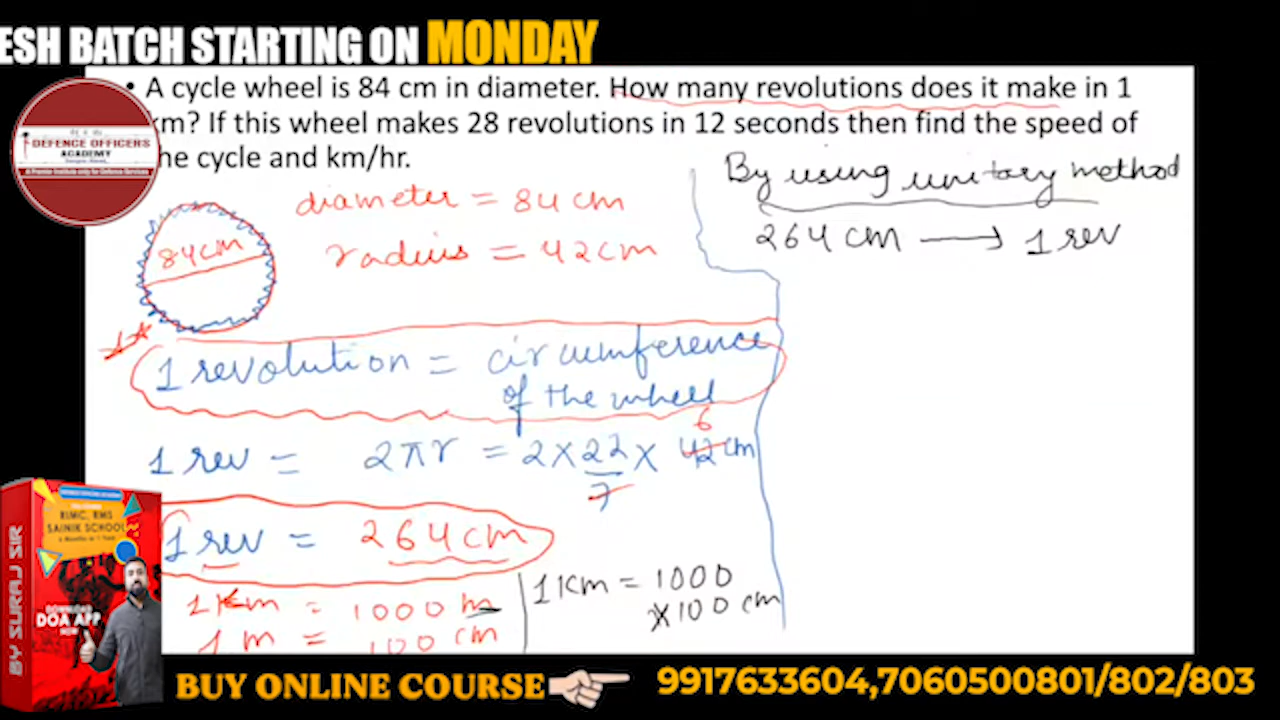 ESH BATCH STARTING ON MONDAY
• A cycle wheel is 84 cm in diameter. How many revolutions does it make in 1
km? If this wheel makes 28 revolutions in 12 seconds then find the speed of
he cycle and km/hr.
DEFENCE OFFICER'S
ACADEMY
By using unitary method
264 cm → 1 rev
84cm
diameter = 84 cm
radius = 42 cm
1 revolution = circumference
of the wheel
1 rev = 2πr = 2 × 22/7 × 42 cm
6
1 rev = 264 cm
1 Km = 1000 m
1 m = 100 cm
1 Km = 1000
×100 cm
RIMC, RMS
SAINIK SCHOOL
DOWNLOAD
DOA APP
NOW
BY SURAJ SIR
BUY ONLINE COURSE
9917633604,7060500801/802/803